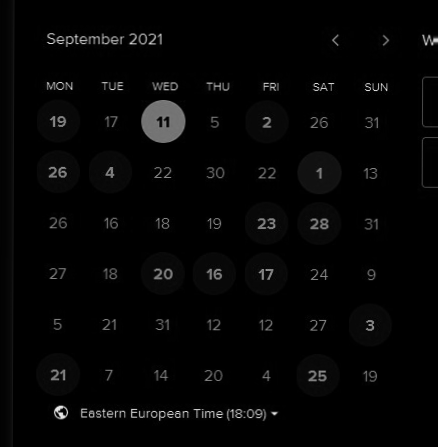 September 2021
MON TUE WED THU FRI SAT SUN
19 17 11 5 2 26 31
26 4 22 30 22 1 13
26 16 18 19 23 28 31
27 18 20 16 17 24 9
5 21 31 12 12 27 3
21 7 14 20 4 25 19
Eastern European Time (18:09)